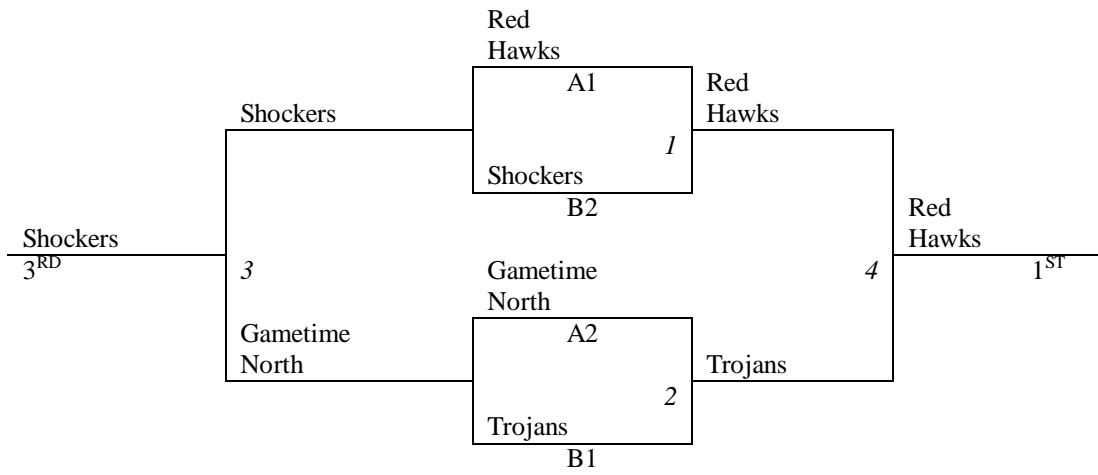 Red
Hawks
A1
Red
Hawks
Shockers
1
Shockers
B2
Red
Hawks
Shockers
3RD
3
Gametime
North
4
1ST
Gametime
North
A2
Trojans
2
Trojans
B1